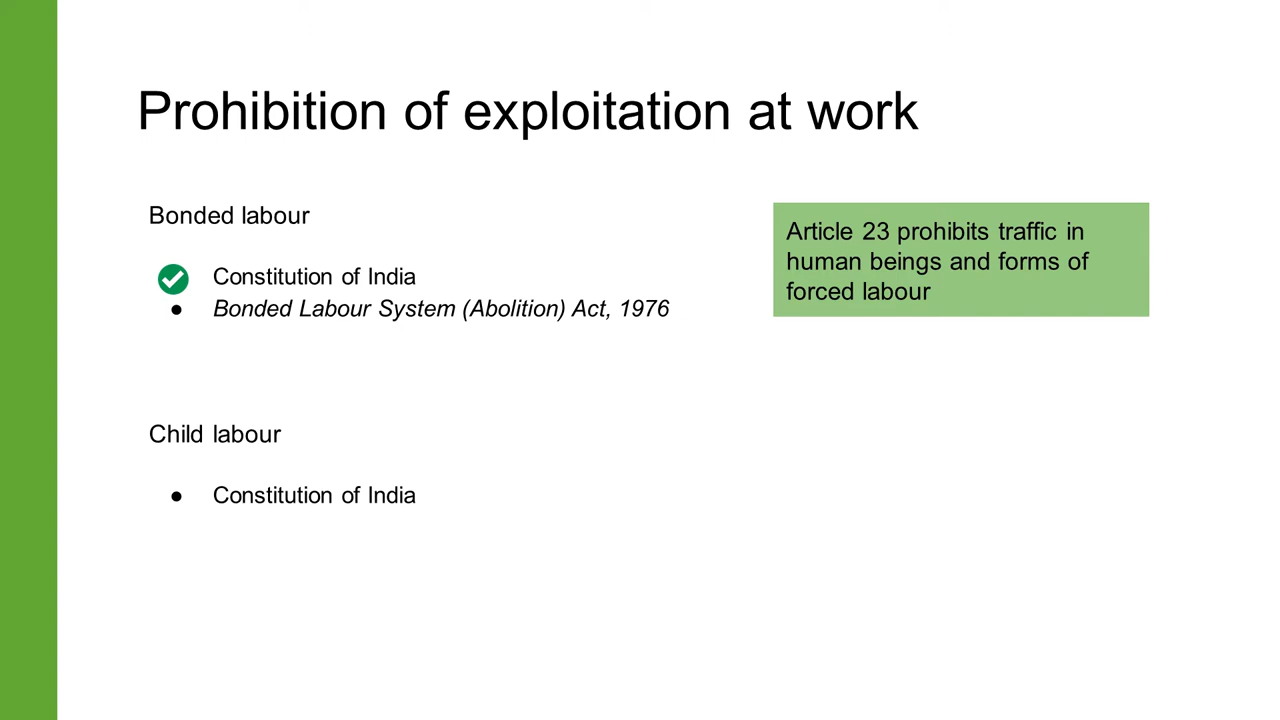 Prohibition of exploitation at work
Bonded labour
Constitution of India
● Bonded Labour System (Abolition) Act, 1976
Article 23 prohibits traffic in
human beings and forms of
forced labour
Child labour
● Constitution of India